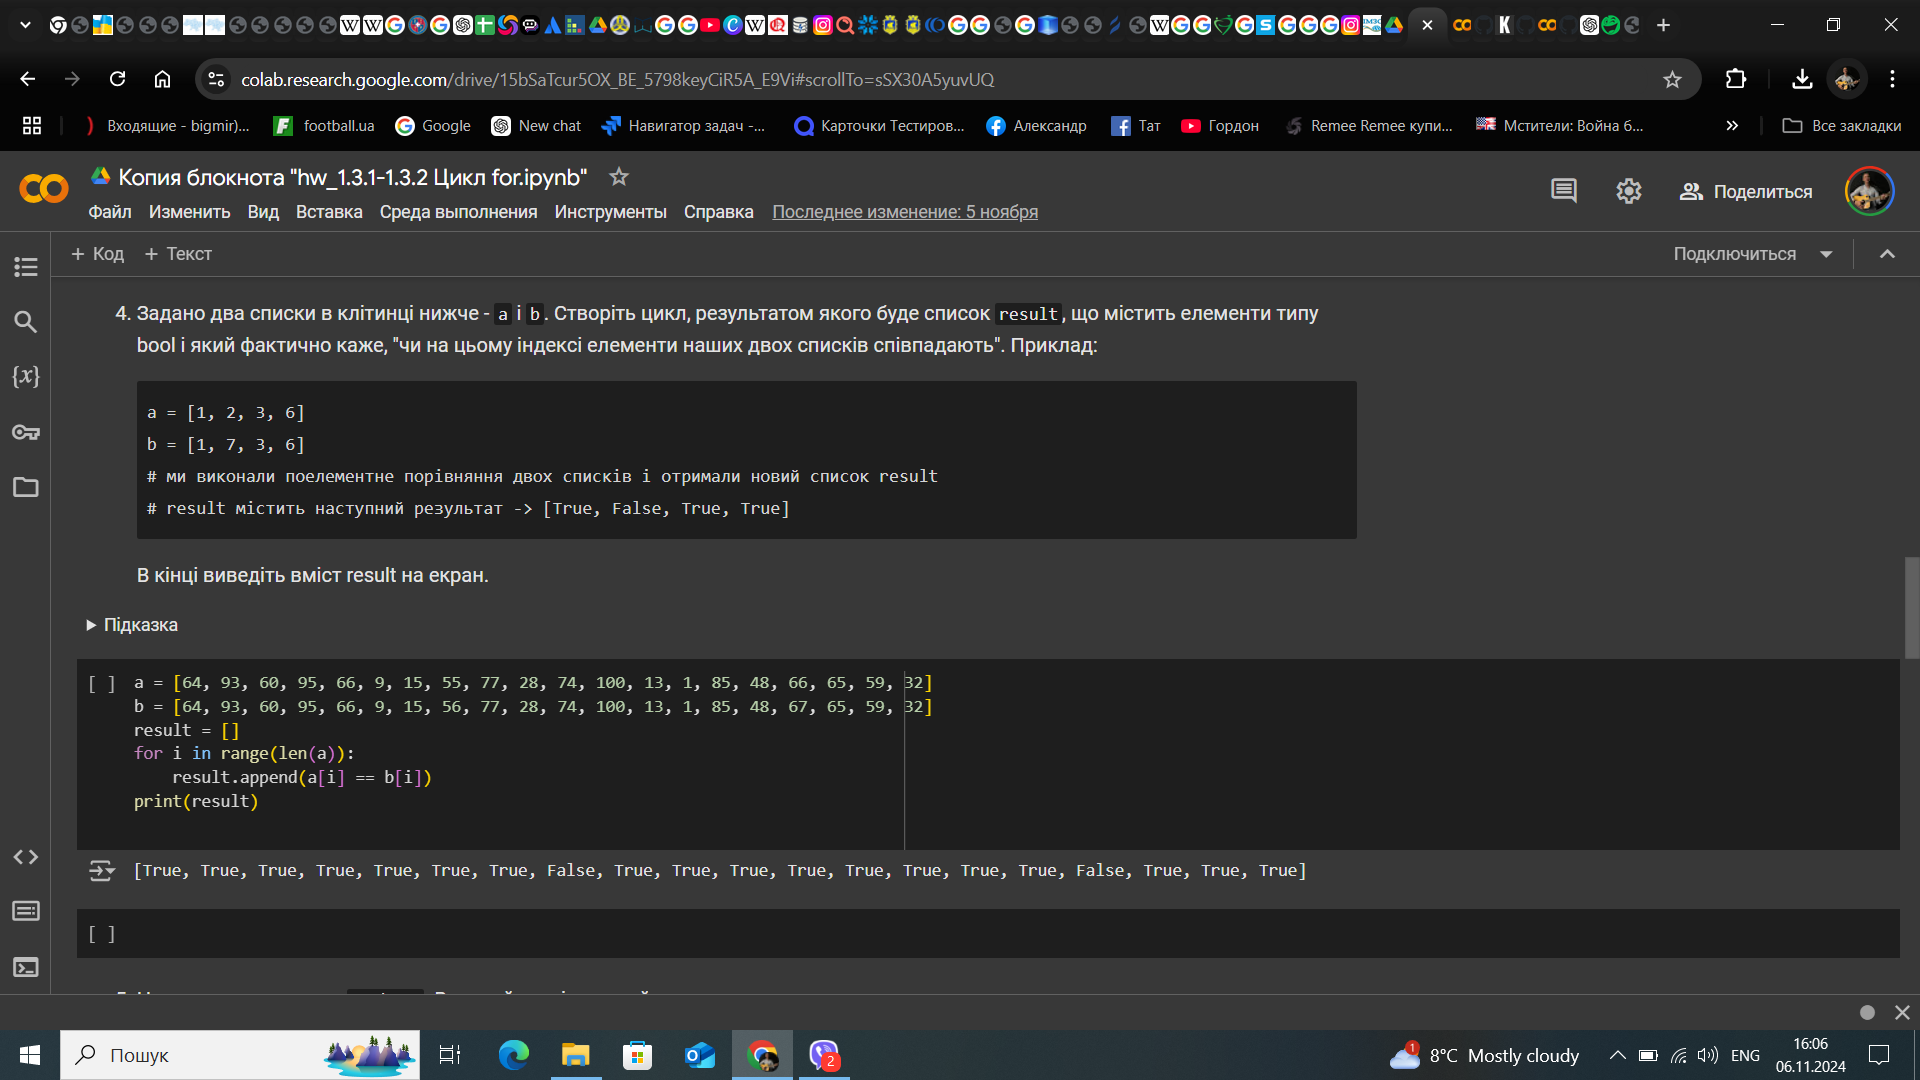 colab.research.google.com/drive/15bSaTcur5OX_BE_5798keyCiR5A_E9Vi#scrollTo=sSX30A5yuvUQ
Входящие - bigmir)... football.ua Google New chat Навигатор задач -... Карточки Тестиров... Александр Тат Гордон Remee Remee купи... Мстители: Война б... » Все закладки
Копия блокнота "hw_1.3.1-1.3.2 Цикл for.ipynb"
Файл Изменить Вид Вставка Среда выполнения Инструменты Справка Последнее изменение: 5 ноября
Поделиться
+ Код + Текст
Подключиться
4. Задано два списки в клітинці нижче - a і b. Створіть цикл, результатом якого буде список result, що містить елементи типу
bool і який фактично каже, "чи на цьому індексі елементи наших двох списків співпадають". Приклад:
a = [1, 2, 3, 6]
b = [1, 7, 3, 6]
# ми виконали поелементне порівняння двох списків і отримали новий список result
# result містить наступний результат -> [True, False, True, True]
В кінці виведіть вміст result на екран.
Підказка
[ ] a = [64, 93, 60, 95, 66, 9, 15, 55, 77, 28, 74, 100, 13, 1, 85, 48, 66, 65, 59, 32]
b = [64, 93, 60, 95, 66, 9, 15, 56, 77, 28, 74, 100, 13, 1, 85, 48, 67, 65, 59, 32]
result = []
for i in range(len(a)):
result.append(a[i] == b[i])
print(result)
[True, True, True, True, True, True, True, False, True, True, True, True, True, True, True, True, False, True, True, True]
[ ]
Пошук
2
1
8°C Mostly cloudy
ENG
16:06
06.11.2024